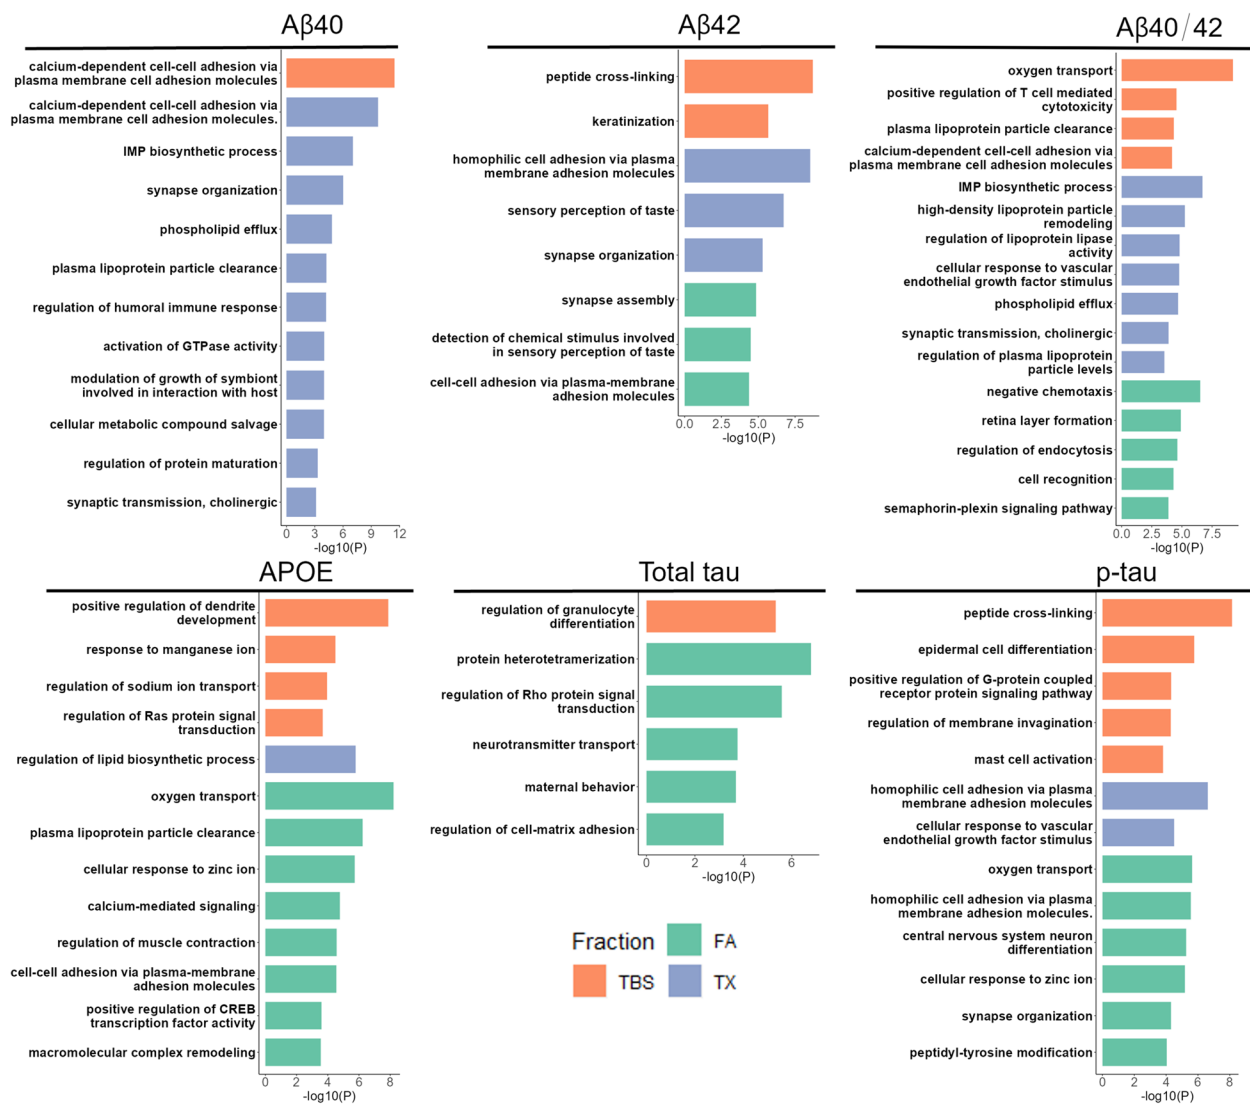 Aβ40
calcium-dependent cell-cell adhesion via
plasma membrane cell adhesion molecules
calcium-dependent cell-cell adhesion via
plasma membrane cell adhesion molecules.
IMP biosynthetic process
synapse organization
phospholipid efflux
plasma lipoprotein particle clearance
regulation of humoral immune response
activation of GTPase activity
modulation of growth of symbiont
involved in interaction with host
cellular metabolic compound salvage
regulation of protein maturation
synaptic transmission, cholinergic
0 3 6 9 12
-log10(P)
Aβ42
peptide cross-linking
keratinization
homophilic cell adhesion via plasma
membrane adhesion molecules
sensory perception of taste
synapse organization
synapse assembly
detection of chemical stimulus involved
in sensory perception of taste
cell-cell adhesion via plasma-membrane
adhesion molecules
0.0 2.5 5.0 7.5
-log10(P)
Aβ40/42
oxygen transport
positive regulation of T cell mediated
cytotoxicity
plasma lipoprotein particle clearance
calcium-dependent cell-cell adhesion via
plasma membrane cell adhesion molecules
IMP biosynthetic process
high-density lipoprotein particle
remodeling
regulation of lipoprotein lipase
activity
cellular response to vascular
endothelial growth factor stimulus
phospholipid efflux
synaptic transmission, cholinergic
regulation of plasma lipoprotein
particle levels
negative chemotaxis
retina layer formation
regulation of endocytosis
cell recognition
semaphorin-plexin signaling pathway
0.0 2.5 5.0 7.5
-log10(P)
APOE
positive regulation of dendrite
development
response to manganese ion
regulation of sodium ion transport
regulation of Ras protein signal
transduction
regulation of lipid biosynthetic process
oxygen transport
plasma lipoprotein particle clearance
cellular response to zinc ion
calcium-mediated signaling
regulation of muscle contraction
cell-cell adhesion via plasma-membrane
adhesion molecules
positive regulation of CREB
transcription factor activity
macromolecular complex remodeling
0 2 4 6 8
-log10(P)
Total tau
regulation of granulocyte
differentiation
protein heterotetramerization
regulation of Rho protein signal
transduction
neurotransmitter transport
maternal behavior
regulation of cell-matrix adhesion
0 2 4 6
-log10(P)
Fraction FA
TBS TX
p-tau
peptide cross-linking
epidermal cell differentiation
positive regulation of G-protein coupled
receptor protein signaling pathway
regulation of membrane invagination
mast cell activation
homophilic cell adhesion via plasma
membrane adhesion molecules
cellular response to vascular
endothelial growth factor stimulus
oxygen transport
homophilic cell adhesion via plasma
membrane adhesion molecules.
central nervous system neuron
differentiation
cellular response to zinc ion
synapse organization
peptidyl-tyrosine modification
0 2 4 6 8
-log10(P)